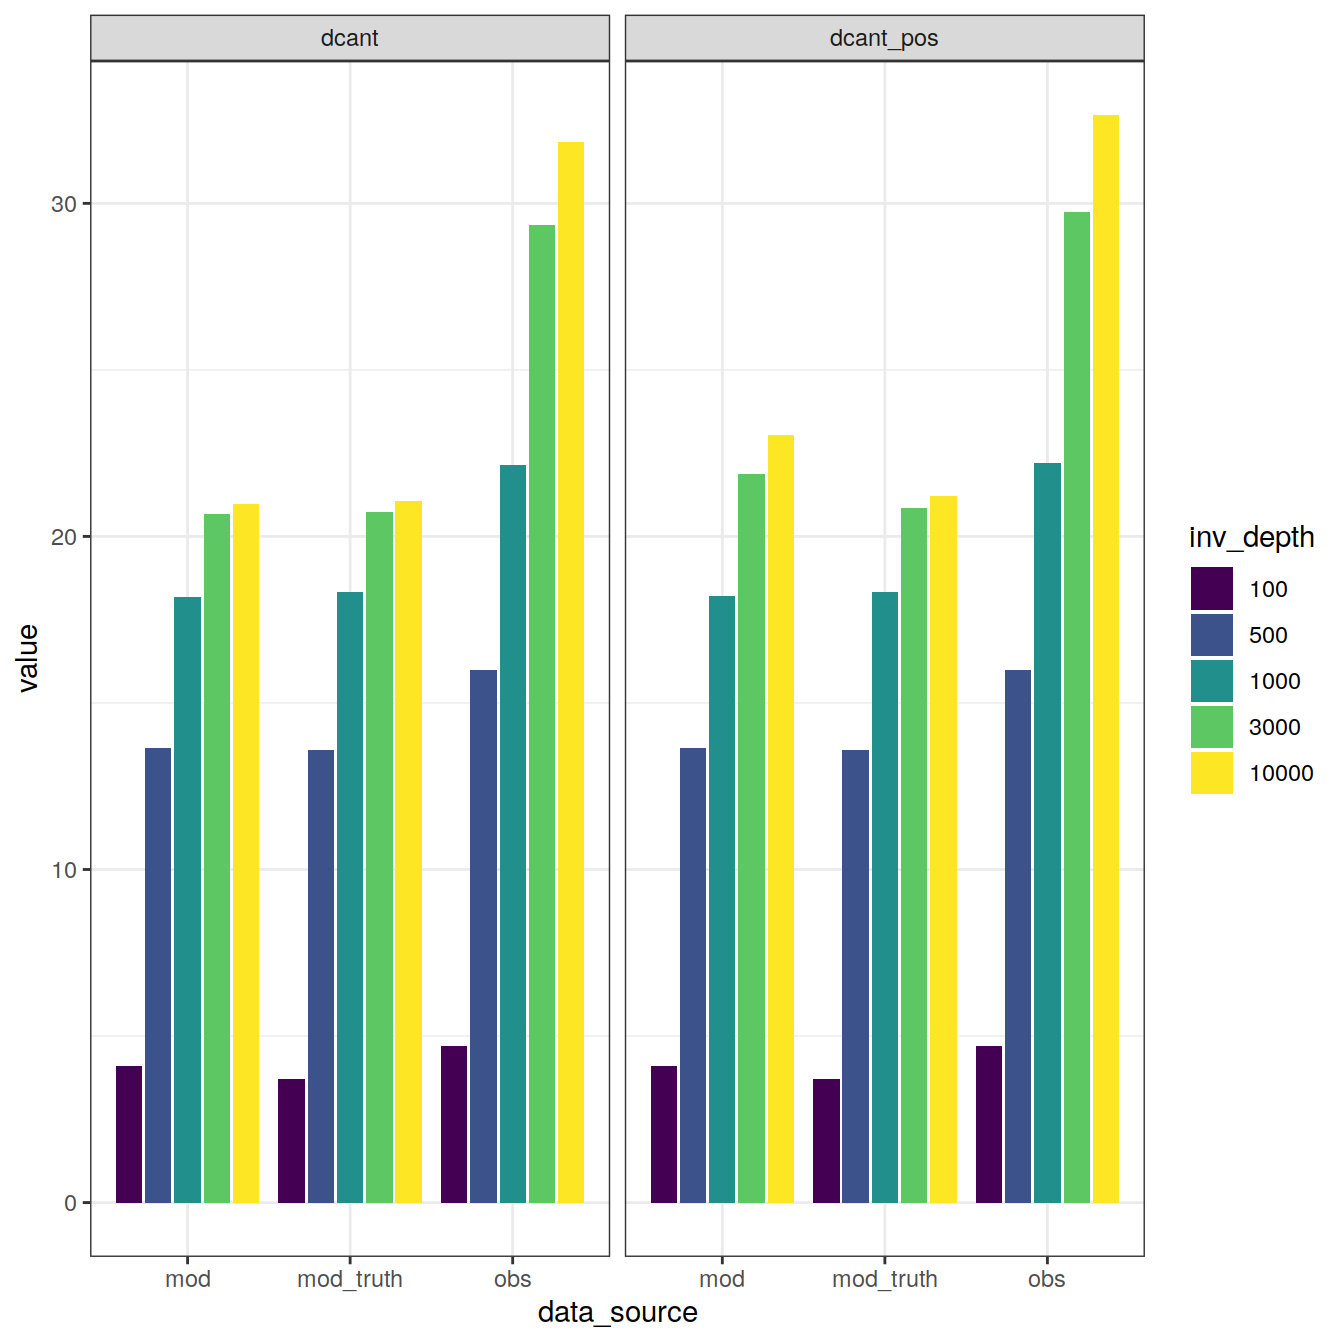 dcant
dcant_pos
value
30
20
10
0
mod
mod_truth
obs
mod
mod_truth
obs
data_source
inv_depth
100
500
1000
3000
10000